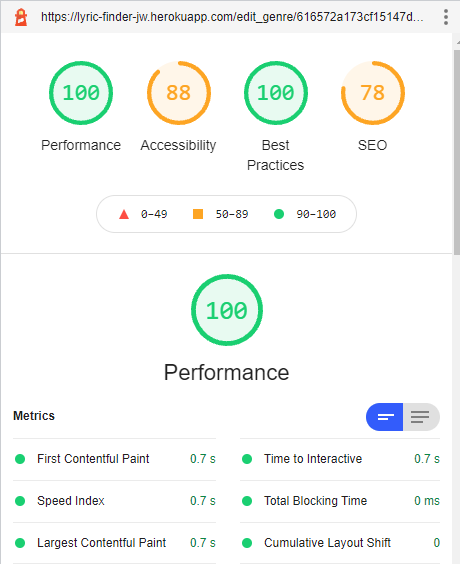 https://lyric-finder-jw.herokuapp.com/edit_genre/616572a173cf15147d...
100 88 100 78
Performance Accessibility Best Practices SEO
0–49 50–89 90–100
100
Performance
Metrics
First Contentful Paint 0.7 s
Time to Interactive 0.7 s
Speed Index 0.7 s
Total Blocking Time 0 ms
Largest Contentful Paint 0.7 s
Cumulative Layout Shift 0